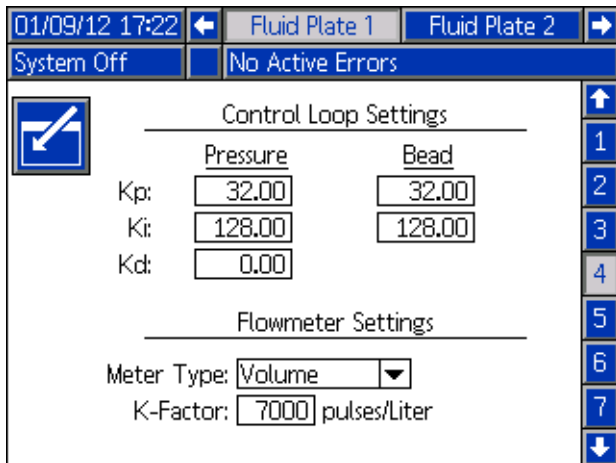 01/09/12 17:22 Fluid Plate 1 Fluid Plate 2
System Off No Active Errors
Control Loop Settings
Pressure Bead
Kp: 32.00 32.00
Ki: 128.00 128.00
Kd: 0.00
Flowmeter Settings
Meter Type: Volume
K-Factor: 7000 pulses/Liter
1
2
3
4
5
6
7